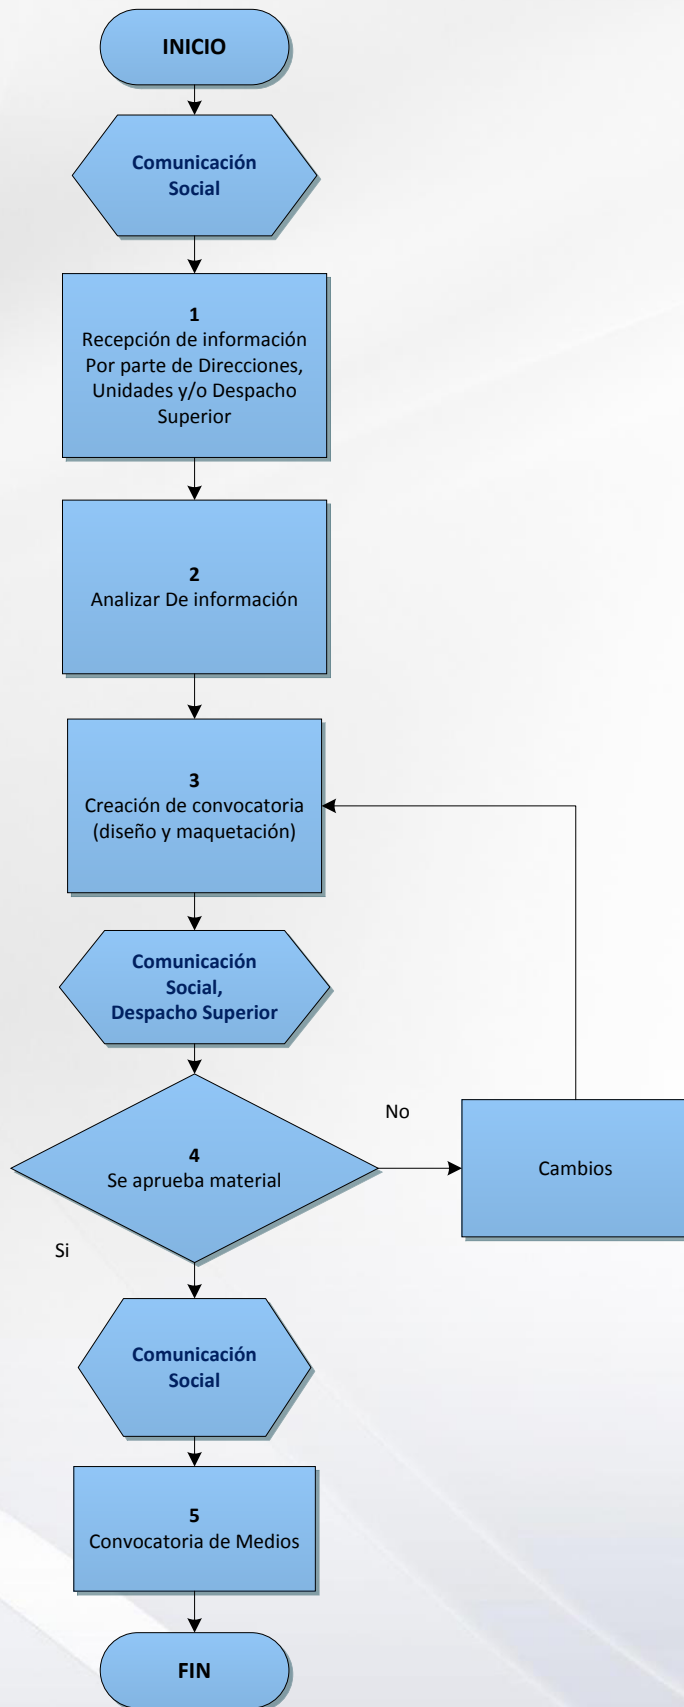 INICIO
Comunicación
Social
1
Recepción de información
Por parte de Direcciones,
Unidades y/o Despacho
Superior
2
Analizar De información
3
Creación de convocatoria
(diseño y maquetación)
Comunicación
Social,
Despacho Superior
4
Se aprueba material
No
Cambios
Si
Comunicación
Social
5
Convocatoria de Medios
FIN